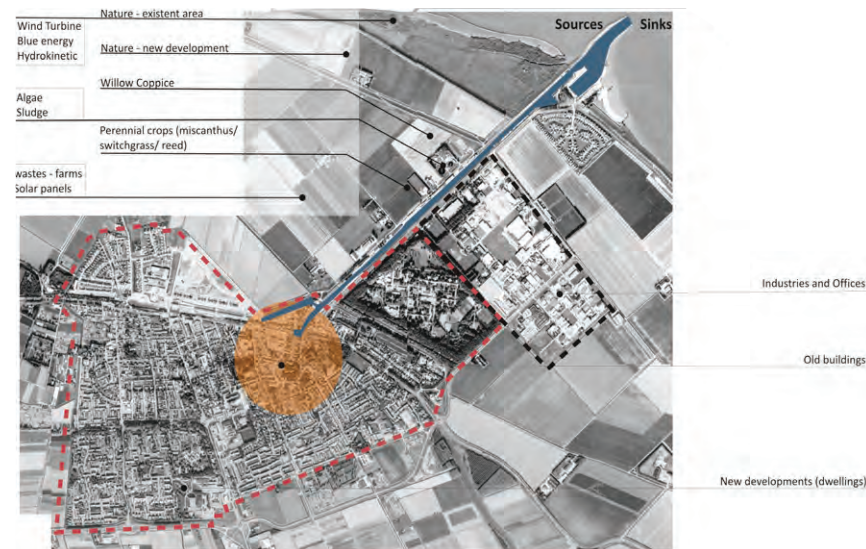 Nature - existent area
Wind Turbine
Blue energy
Hydrokinetic
Sources
Sinks
Nature - new development
Willow Coppice
Algae
Sludge
Perennial crops (miscanthus/
switchgrass/ reed)
wastes - farms
Solar panels
Industries and Offices
Old buildings
New developments (dwellings)